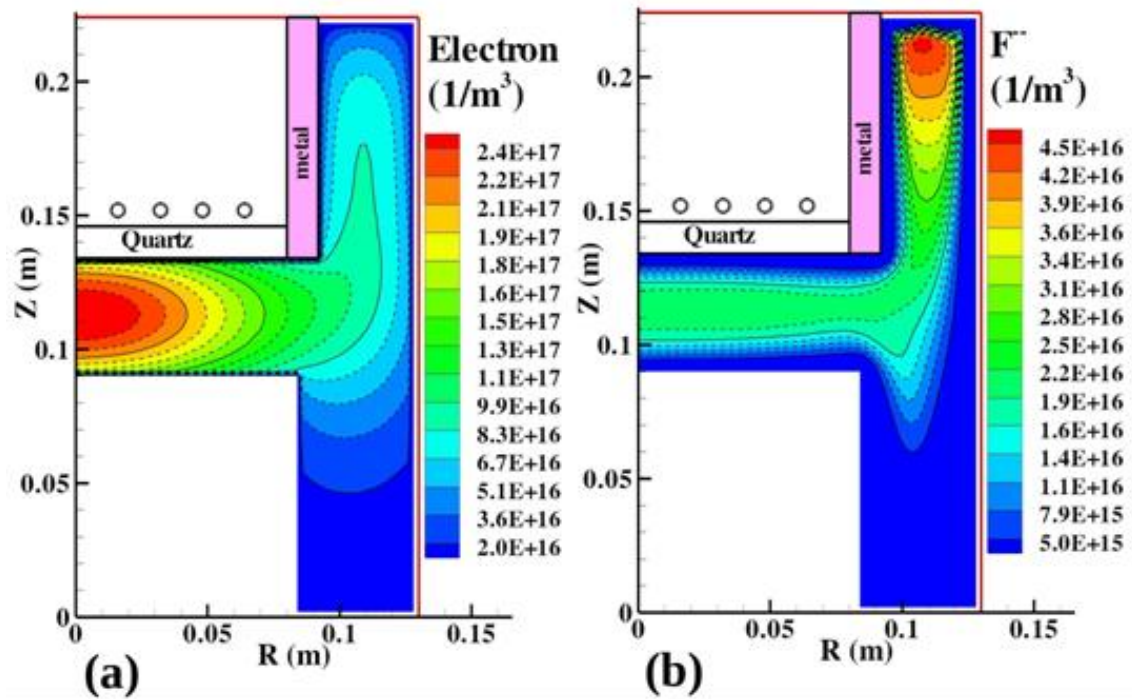 Electron
(1/m³)
metal
Quartz
Z (m)
0.2
0.15
0.1
0.05
0
2.4E+17
2.2E+17
2.1E+17
1.9E+17
1.8E+17
1.6E+17
1.5E+17
1.3E+17
1.1E+17
9.9E+16
8.3E+16
6.7E+16
5.1E+16
3.6E+16
2.0E+16
0
0.05
0.1
0.15
R (m)
(a)
F⁻
(1/m³)
metal
Quartz
Z (m)
0.2
0.15
0.1
0.05
0
4.5E+16
4.2E+16
3.9E+16
3.6E+16
3.4E+16
3.1E+16
2.8E+16
2.5E+16
2.2E+16
1.9E+16
1.6E+16
1.4E+16
1.1E+16
7.9E+15
5.0E+15
0
0.05
0.1
0.15
R (m)
(b)